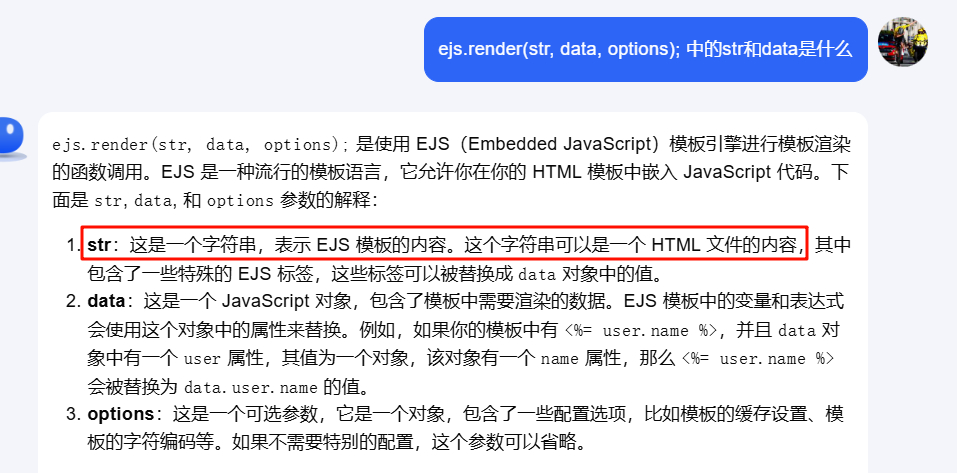 ejs.render(str, data, options); 中的str和data是什么
ejs.render(str, data, options); 是使用 EJS（Embedded JavaScript）模板引擎进行模板渲染
的函数调用。EJS 是一种流行的模板语言，它允许你在你的 HTML 模板中嵌入 JavaScript 代码。下
面是 str, data, 和 options 参数的解释：
1. str：这是一个字符串，表示 EJS 模板的内容。这个字符串可以是一个 HTML 文件的内容，其中
包含了一些特殊的 EJS 标签，这些标签可以被替换成 data 对象中的值。
2. data：这是一个 JavaScript 对象，包含了模板中需要渲染的数据。EJS 模板中的变量和表达式
会使用这个对象中的属性来替换。例如，如果你的模板中有 <%= user.name %>，并且 data 对
象中有一个 user 属性，其值为一个对象，该对象有一个 name 属性，那么 <%= user.name %>
会被替换为 data.user.name 的值。
3. options：这是一个可选参数，它是一个对象，包含了一些配置选项，比如模板的缓存设置、模
板的字符编码等。如果不需要特别的配置，这个参数可以省略。